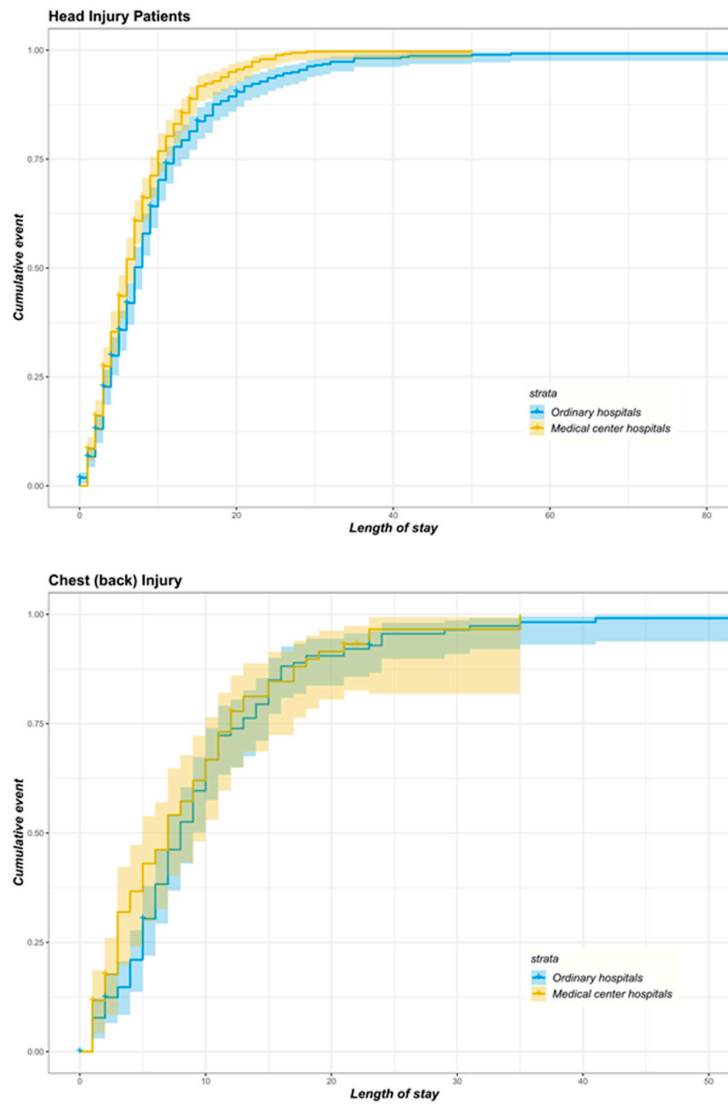 Head Injury Patients
1.00
0.75
0.50
0.25
0.00
Cumulative event
strata
Ordinary hospitals
Medical center hospitals
0 20 40 60 80
Length of stay
Chest (back) Injury
1.00
0.75
0.50
0.25
0.00
Cumulative event
strata
Ordinary hospitals
Medical center hospitals
0 10 20 30 40 50
Length of stay